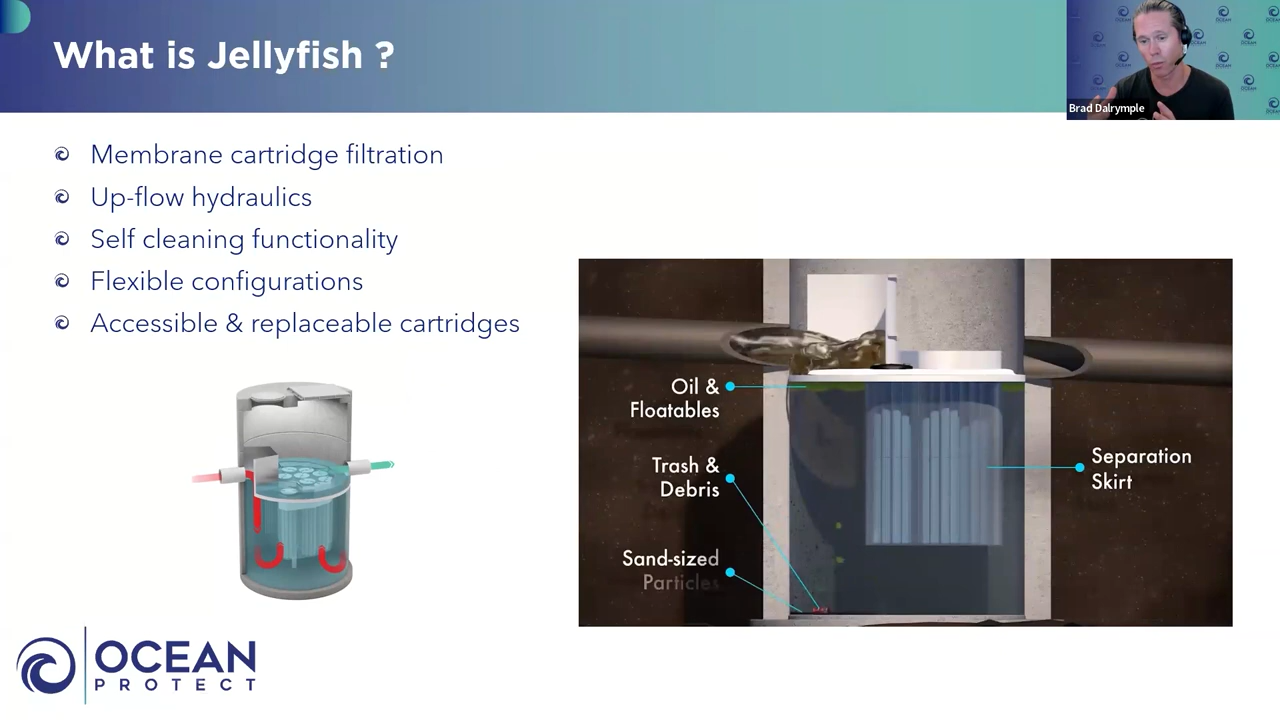 What is Jellyfish ?
Brad Dalrymple
Membrane cartridge filtration
Up-flow hydraulics
Self cleaning functionality
Flexible configurations
Accessible & replaceable cartridges
Oil &
Floatables
Trash &
Debris
Sand-sized
Particles
Separation
Skirt
OCEAN
PROTECT